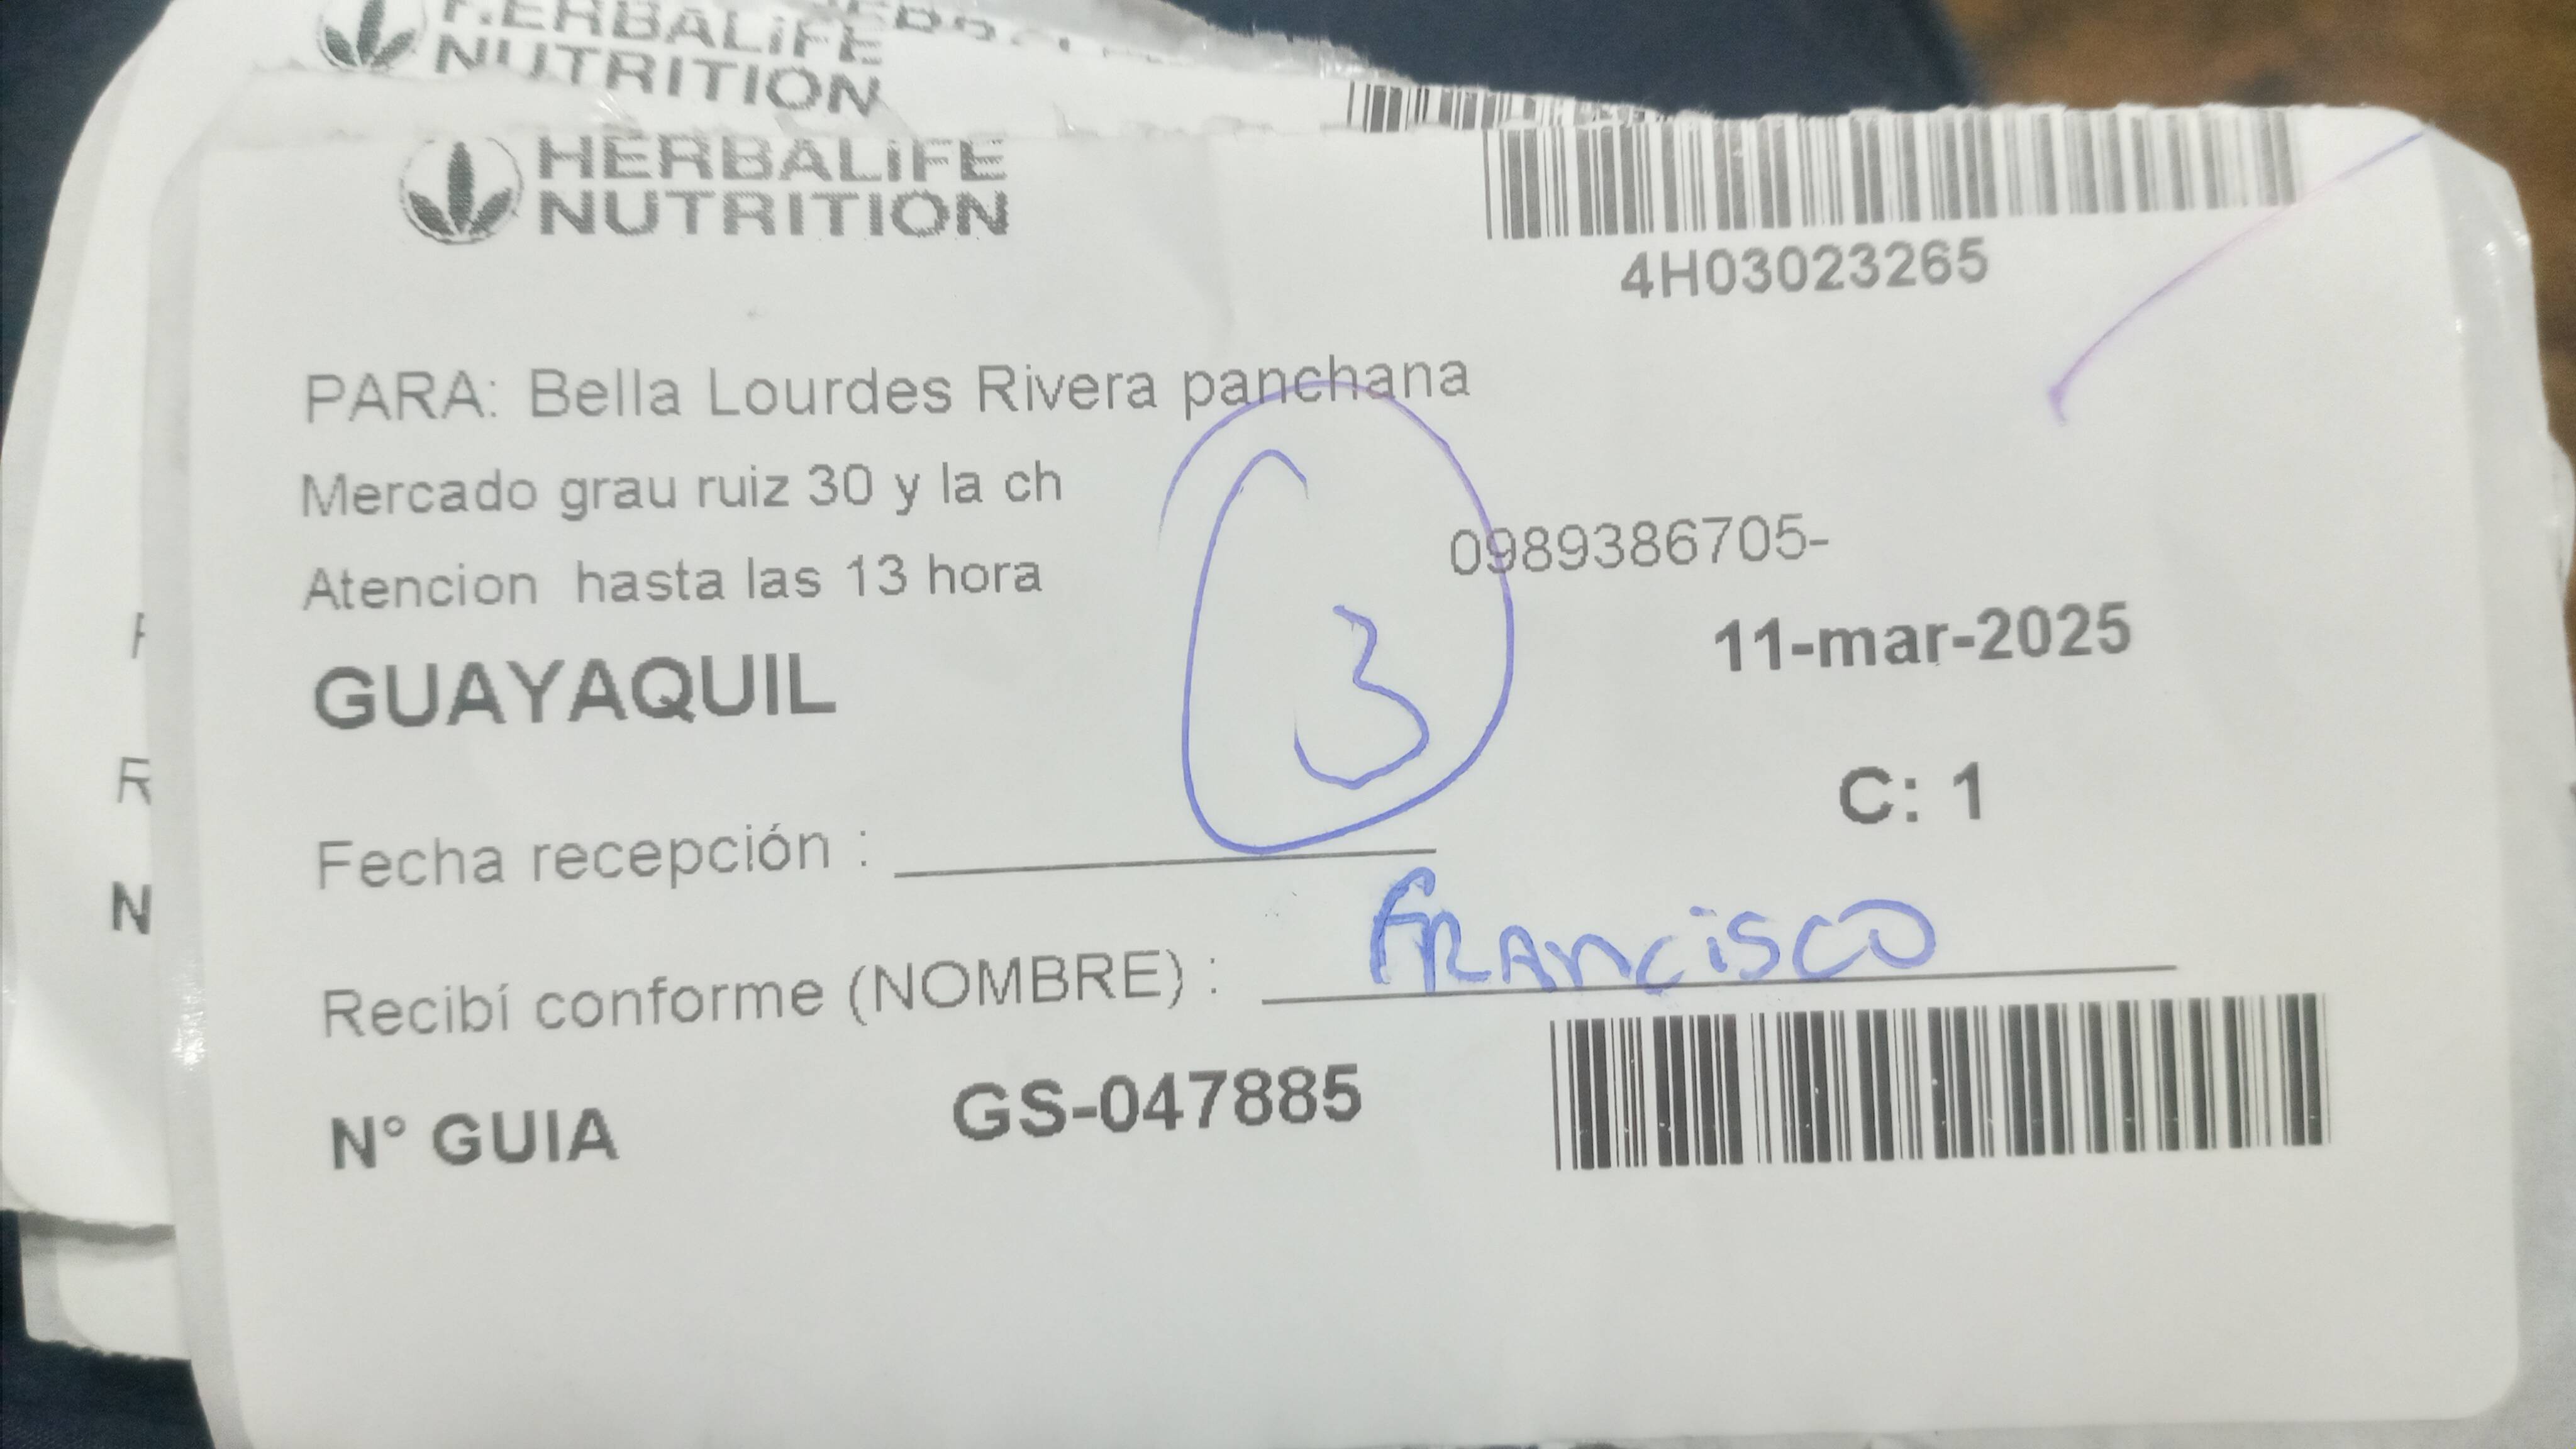 HERBALIFE
NUTRITION
HERBALIFE
NUTRITION
4H03023265
PARA: Bella Lourdes Rivera panchana
Mercado grau ruiz 30 y la ch
0989386705-
Atencion hasta las 13 hora
11-mar-2025
GUAYAQUIL
3
C: 1
Fecha recepción :
Recibí conforme (NOMBRE) : FRANCISCO
N° GUIA GS-047885
R
N